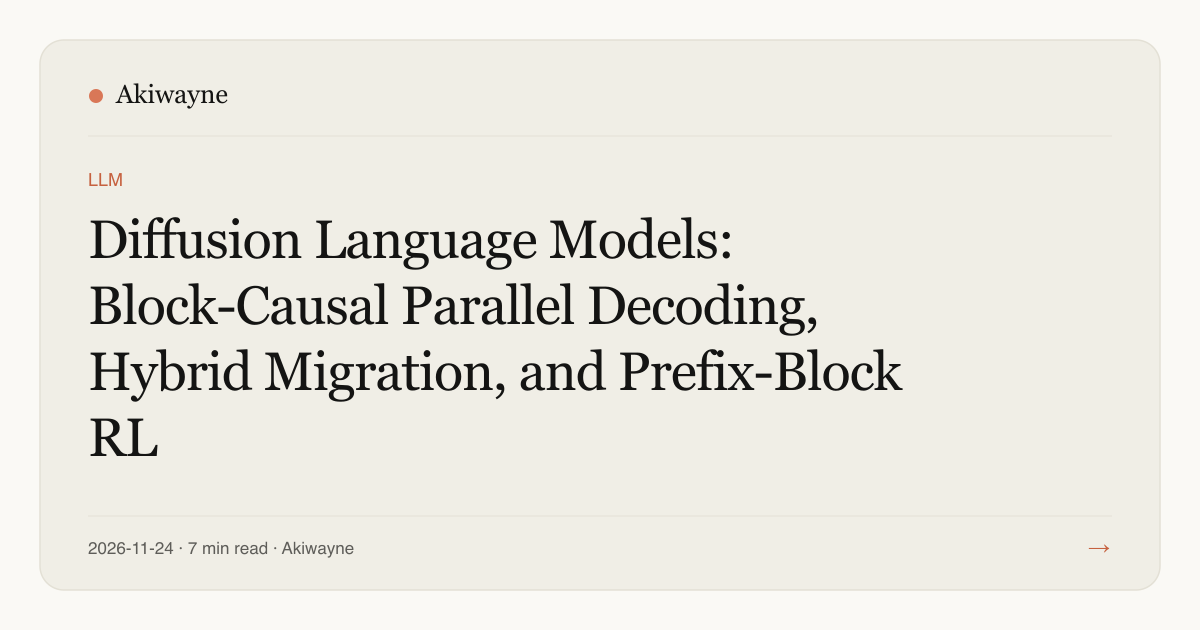 Akiwayne
LLM
Diffusion Language Models:
Block-Causal Parallel Decoding,
Hybrid Migration, and Prefix-Block
RL
2026-11-24 · 7 min read · Akiwayne
→